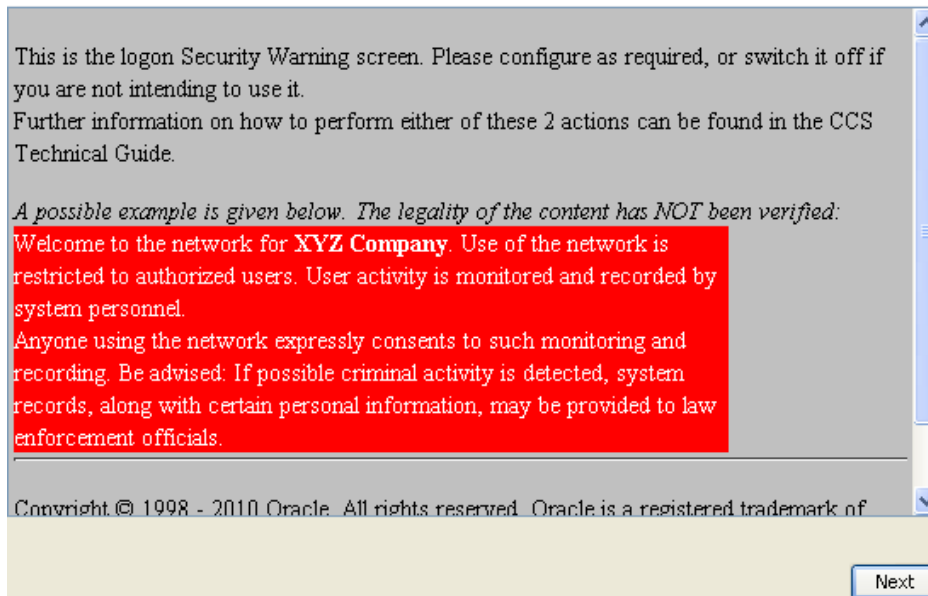 This is the logon Security Warning screen. Please configure as required, or switch it off if
you are not intending to use it.
Further information on how to perform either of these 2 actions can be found in the CCS
Technical Guide.
A possible example is given below. The legality of the content has NOT been verified:
Welcome to the network for XYZ Company. Use of the network is
restricted to authorized users. User activity is monitored and recorded by
system personnel.
Anyone using the network expressly consents to such monitoring and
recording. Be advised: If possible criminal activity is detected, system
records, along with certain personal information, may be provided to law
enforcement officials.
Copyright © 1998 - 2010 Oracle. All rights reserved. Oracle is a registered trademark of
Next